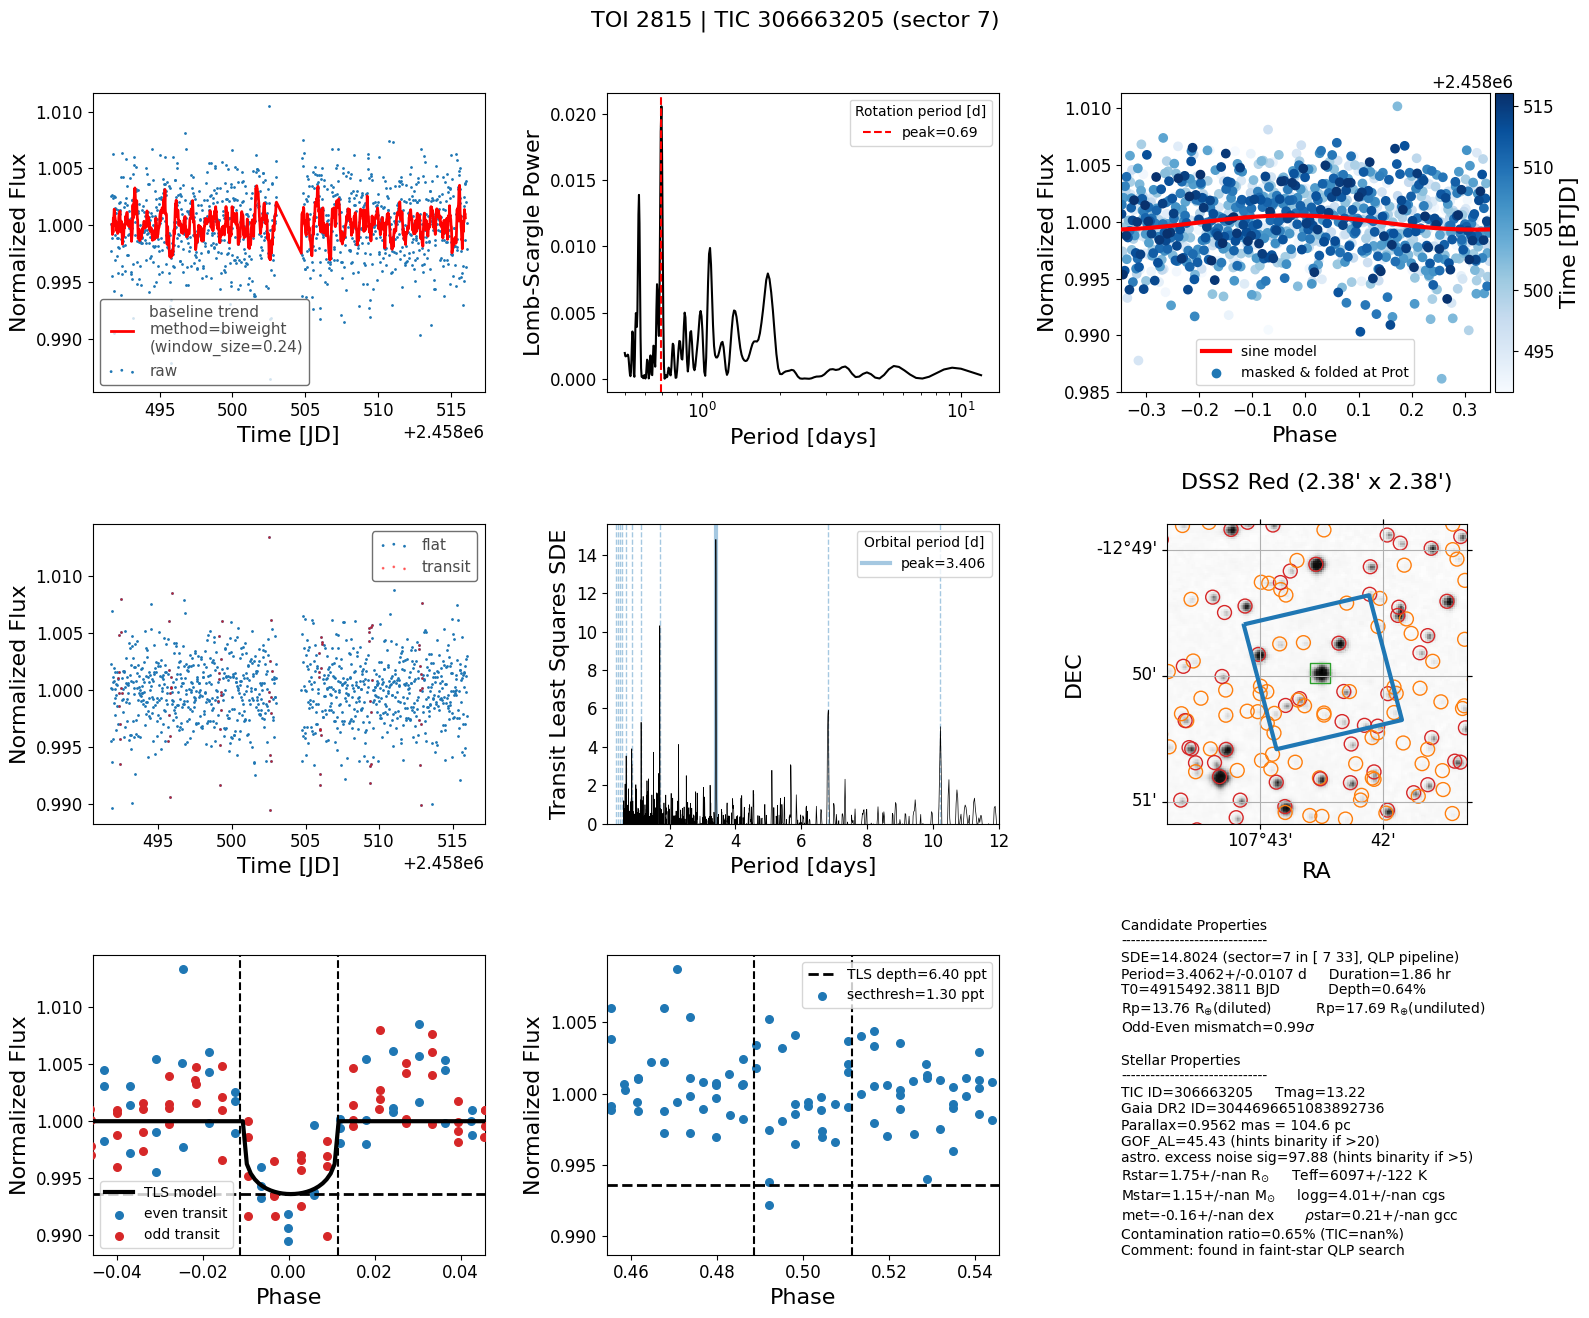 TOI 2815 | TIC 306663205 (sector 7)
Normalized Flux
1.010
1.005
1.000
0.995
0.990
baseline trend
method=biweight
(window_size=0.24)
raw
495
500
505
510
515
Time [JD]
+2.458e6
Lomb-Scargle Power
0.020
0.015
0.010
0.005
0.000
Rotation period [d]
peak=0.69
10^0
10^1
Period [days]
Normalized Flux
1.010
1.005
1.000
0.995
0.990
0.985
sine model
masked & folded at Prot
−0.3
−0.2
−0.1
0.0
0.1
0.2
0.3
Phase
+2.458e6
515
510
505
500
495
Time [BTJD]
Normalized Flux
1.010
1.005
1.000
0.995
0.990
flat
transit
495
500
505
510
515
Time [JD]
+2.458e6
Transit Least Squares SDE
14
12
10
8
6
4
2
0
Orbital period [d]
peak=3.406
2
4
6
8
10
12
Period [days]
DSS2 Red (2.38' x 2.38')
DEC
-12°49'
50'
51'
107°43'
42'
RA
Normalized Flux
1.010
1.005
1.000
0.995
0.990
TLS model
even transit
odd transit
−0.04
−0.02
0.00
0.02
0.04
Phase
Normalized Flux
1.005
1.000
0.995
0.990
TLS depth=6.40 ppt
secthresh=1.30 ppt
0.46
0.48
0.50
0.52
0.54
Phase
Candidate Properties
-------------------------------
SDE=14.8024 (sector=7 in [ 7 33], QLP pipeline)
Period=3.4062+/-0.0107 d Duration=1.86 hr
T0=4915492.3811 BJD Depth=0.64%
Rp=13.76 R⊕(diluted) Rp=17.69 R⊕(undiluted)
Odd-Even mismatch=0.99σ
Stellar Properties
-------------------------------
TIC ID=306663205 Tmag=13.22
Gaia DR2 ID=3044696651083892736
Parallax=0.9562 mas = 104.6 pc
GOF_AL=45.43 (hints binarity if >20)
astro. excess noise sig=97.88 (hints binarity if >5)
Rstar=1.75+/-nan R⊙ Teff=6097+/-122 K
Mstar=1.15+/-nan M⊙ logg=4.01+/-nan cgs
met=-0.16+/-nan dex ρstar=0.21+/-nan gcc
Contamination ratio=0.65% (TIC=nan%)
Comment: found in faint-star QLP search